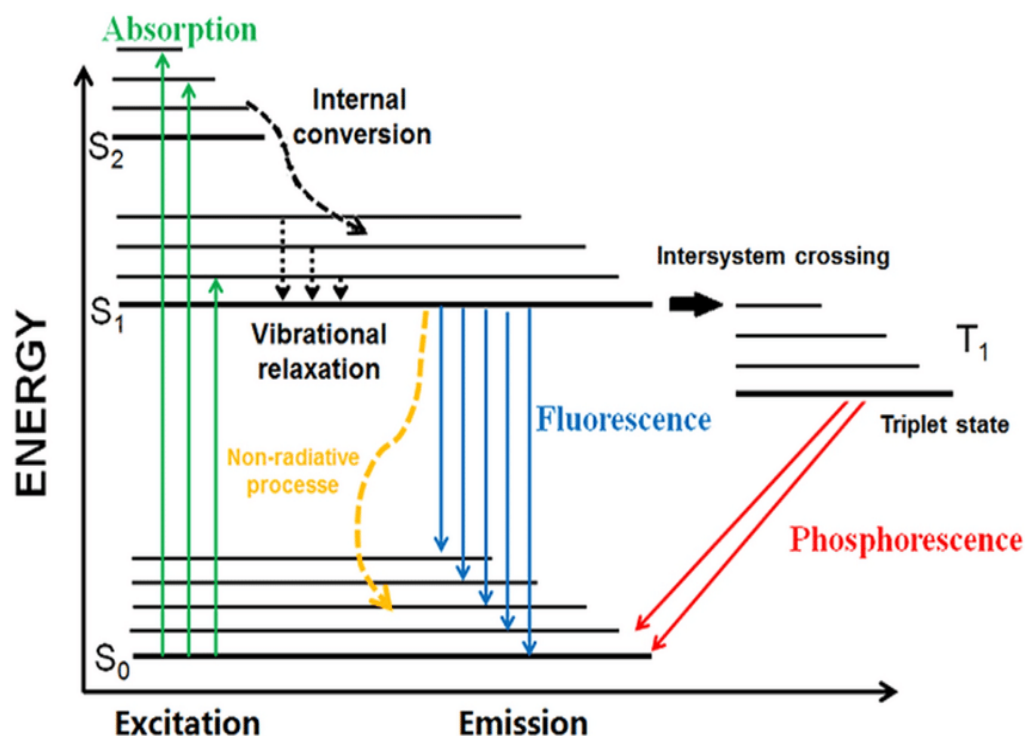 Absorption
Internal
conversion
S2
Intersystem crossing
S1
Vibrational
relaxation
T1
ENERGY
Fluorescence
Triplet state
Non-radiative
processe
Phosphorescence
S0
Excitation
Emission